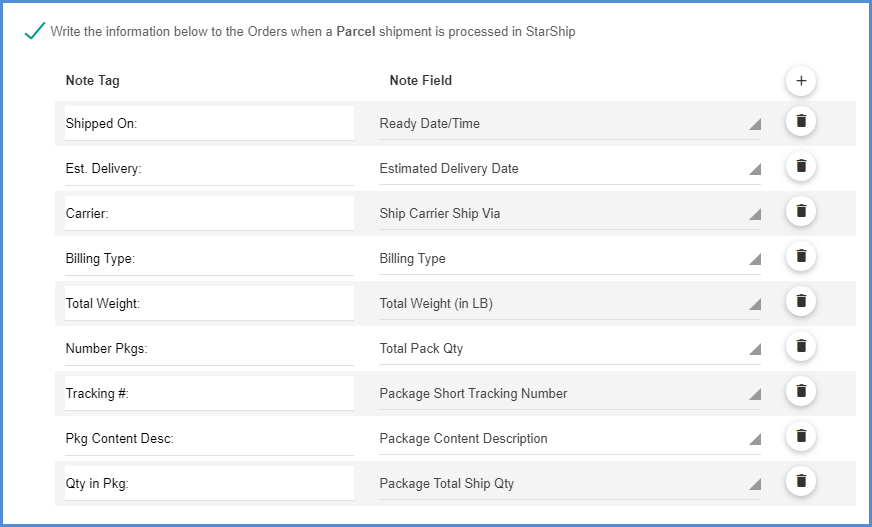 Write the information below to the Orders when a Parcel shipment is processed in StarShip
Note Tag Note Field
Shipped On: Ready Date/Time
Est. Delivery: Estimated Delivery Date
Carrier: Ship Carrier Ship Via
Billing Type: Billing Type
Total Weight: Total Weight (in LB)
Number Pkgs: Total Pack Qty
Tracking #: Package Short Tracking Number
Pkg Content Desc: Package Content Description
Qty in Pkg: Package Total Ship Qty